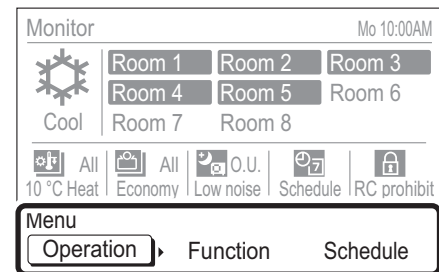 Monitor Mo 10:00AM
Room 1 Room 2 Room 3
Room 4 Room 5 Room 6
Cool Room 7 Room 8
All All O.U. 7
10 °C Heat Economy Low noise Schedule RC prohibit
Menu
Operation Function Schedule